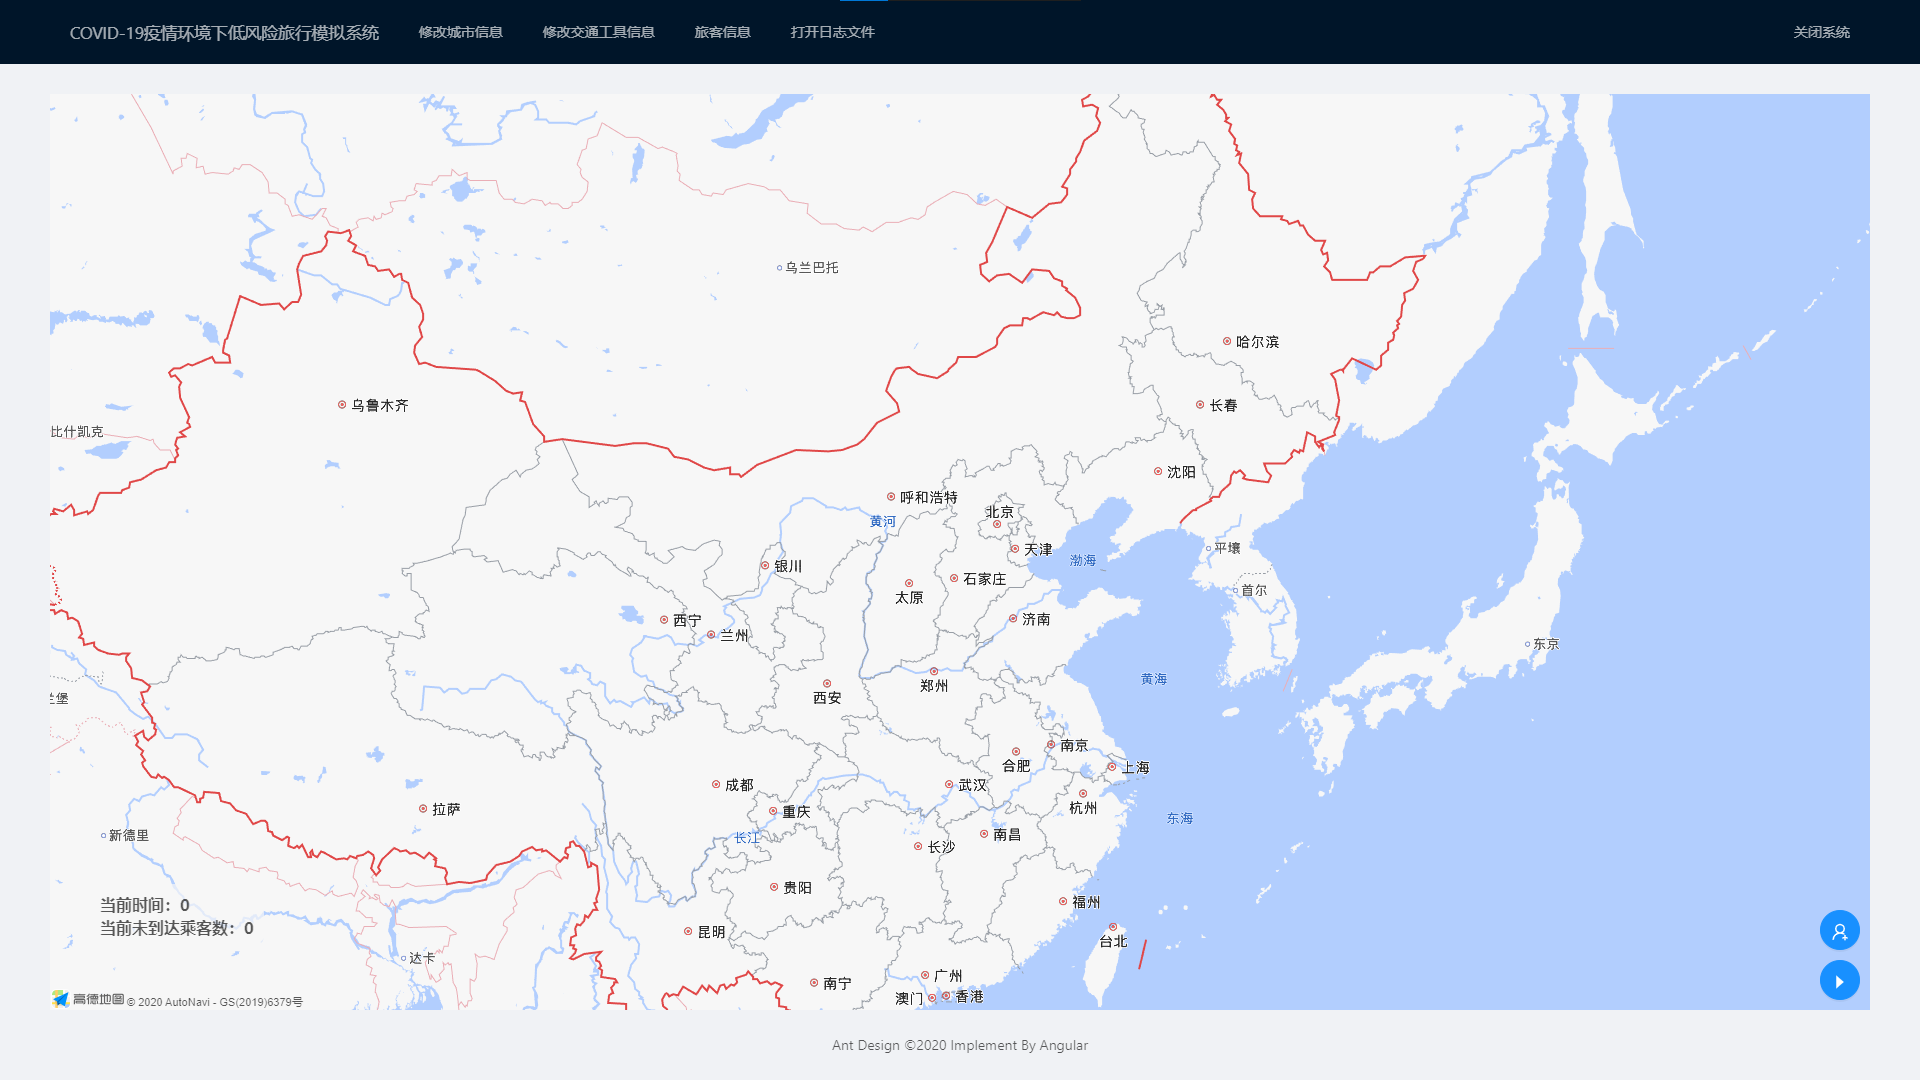 COVID-19疫情环境下低风险旅行模拟系统
修改城市信息
修改交通工具信息
旅客信息
打开日志文件
关闭系统
乌兰巴托
哈尔滨
乌鲁木齐
长春
比什凯克
沈阳
呼和浩特
北京
黄河
天津
平壤
渤海
银川
石家庄
首尔
太原
西宁
济南
兰州
东京
黄海
郑州
西安
兰堡
南京
合肥
上海
成都
武汉
杭州
拉萨
重庆
东海
长江
新德里
南昌
长沙
贵阳
福州
当前时间：0
当前未到达乘客数：0
昆明
台北
达卡
广州
南宁
澳门
香港
高德地图 © 2020 AutoNavi - GS(2019)6379号
Ant Design ©2020 Implement By Angular